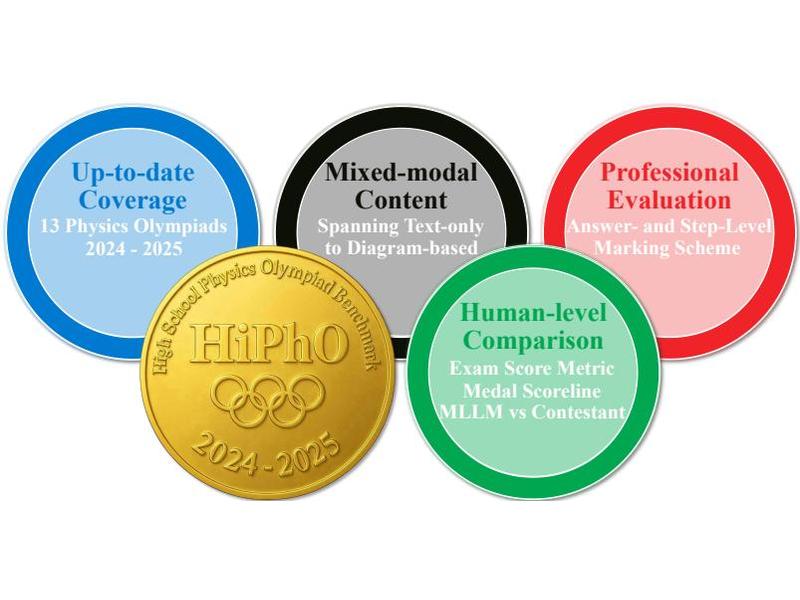 Up-to-date
Coverage
13 Physics Olympiads
2024 - 2025
Mixed-modal
Content
Spanning Text-only
to Diagram-based
Professional
Evaluation
Answer- and Step-Level
Marking Scheme
High School Physics Olympiad Benchmark
HiPhO
2024 - 2025
Human-level
Comparison
Exam Score Metric
Medal Scoreline
MLLM vs Contestant